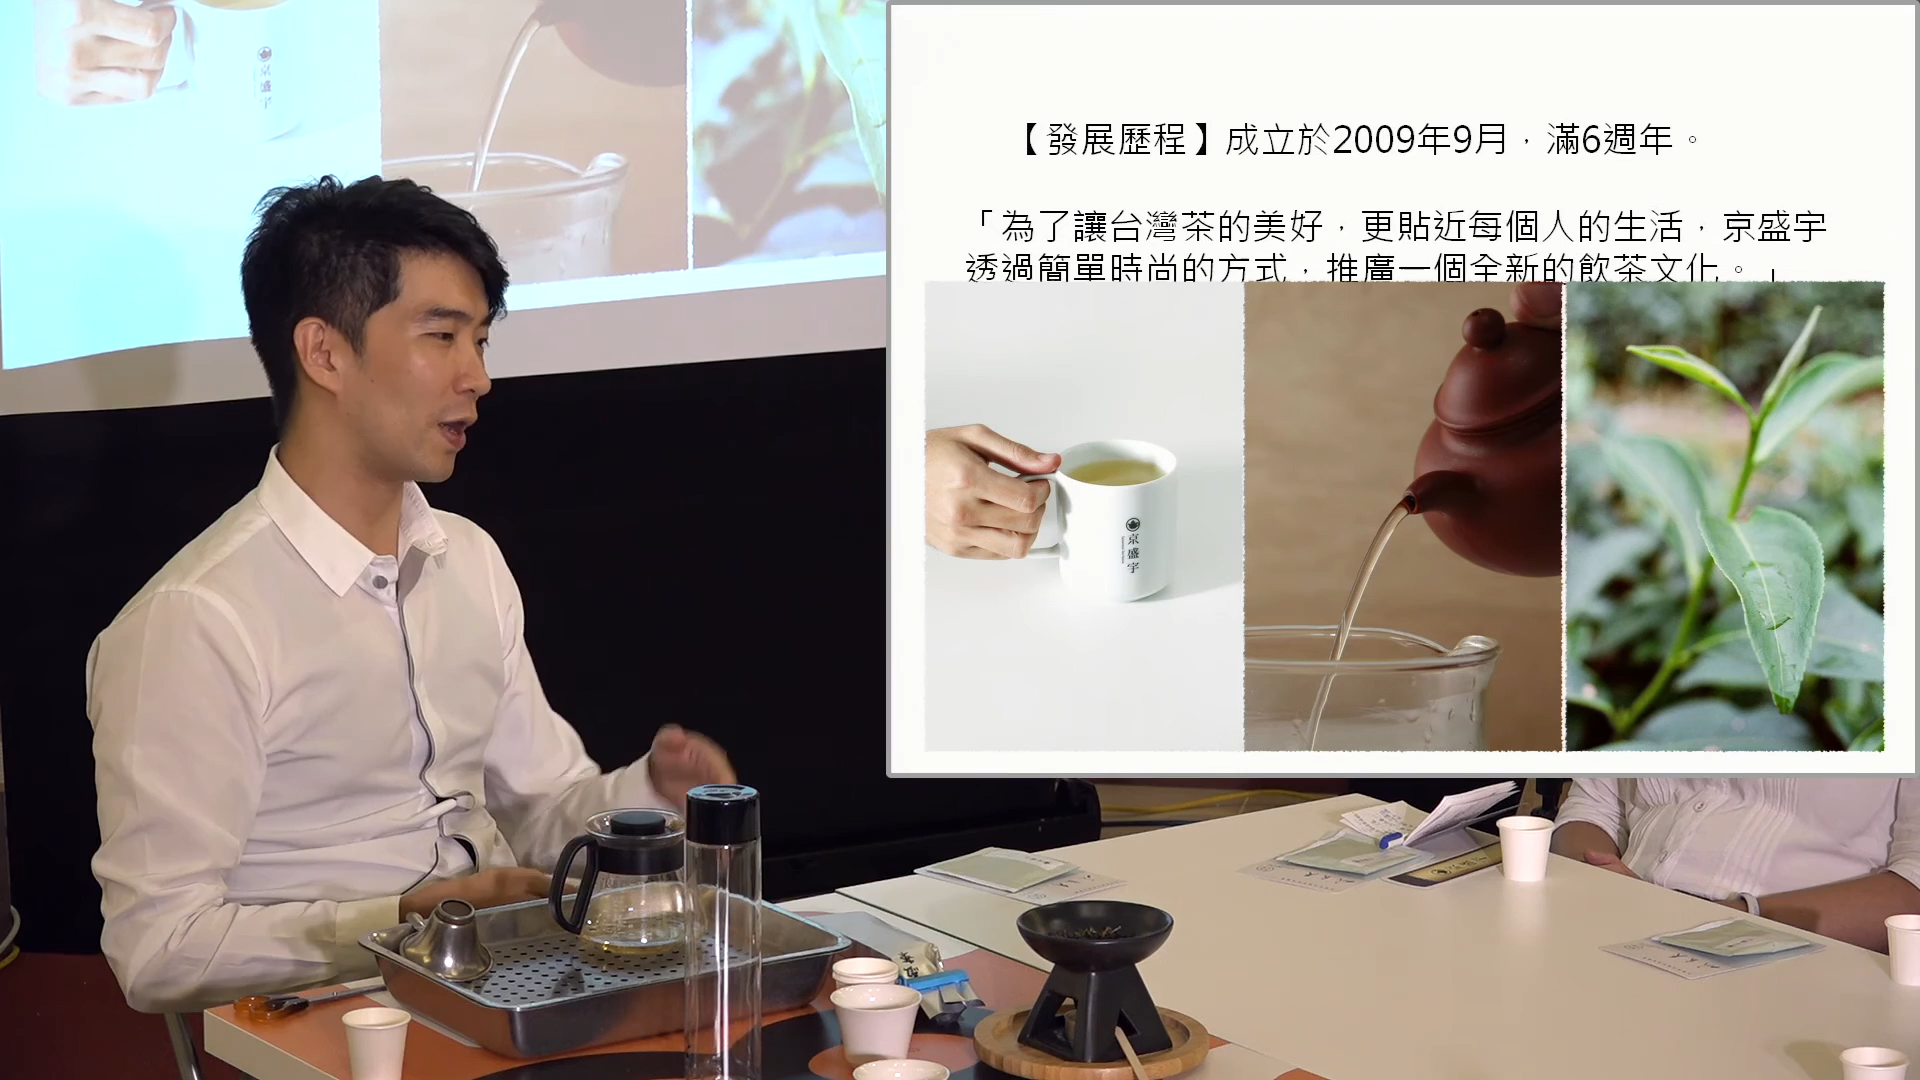 【發展歷程】成立於2009年9月，滿6週年。
「為了讓台灣茶的美好，更貼近每個人的生活，京盛宇
透過簡單時尚的方式，推廣一個全新的飲茶文化。」
京盛宇
京盛宇